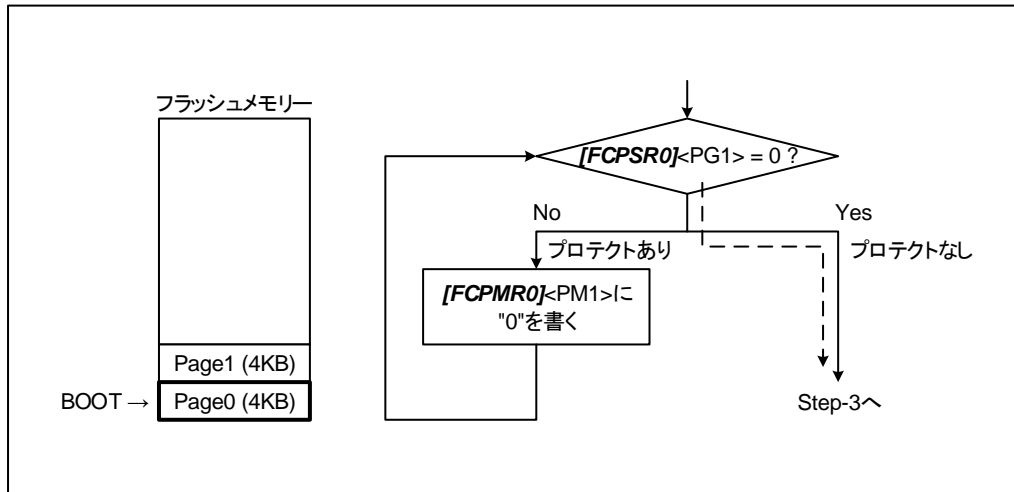 フラッシュメモリー
Page1 (4KB)
BOOT → Page0 (4KB)
[FCPSR0]<PG1> = 0 ?
No
Yes
プロテクトあり
プロテクトなし
[FCPMR0]<PM1>に
"0"を書く
Step-3へ